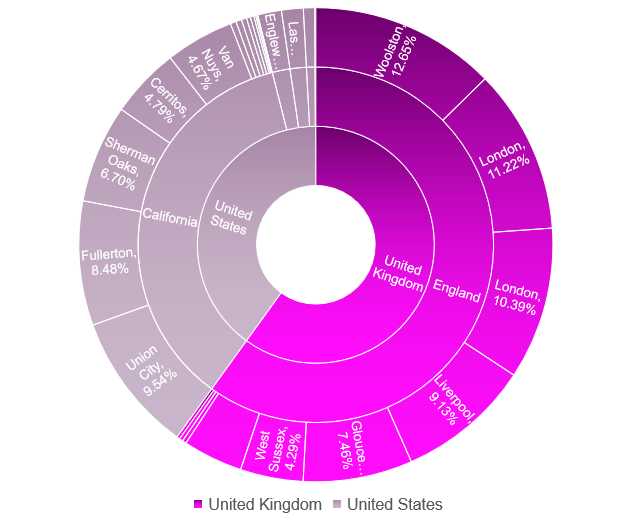 Woolston,
12.65%
London,
11.22%
London,
10.39%
Liverpool,
9.13%
Glouce...
7.46%
West
Sussex,
4.29%
Union
City,
9.54%
Fullerton,
8.48%
Sherman
Oaks,
6.70%
Cerritos,
4.79%
Van
Nuys,
4.67%
Englew...
Las...
England
California
United
Kingdom
United
States
United Kingdom
United States